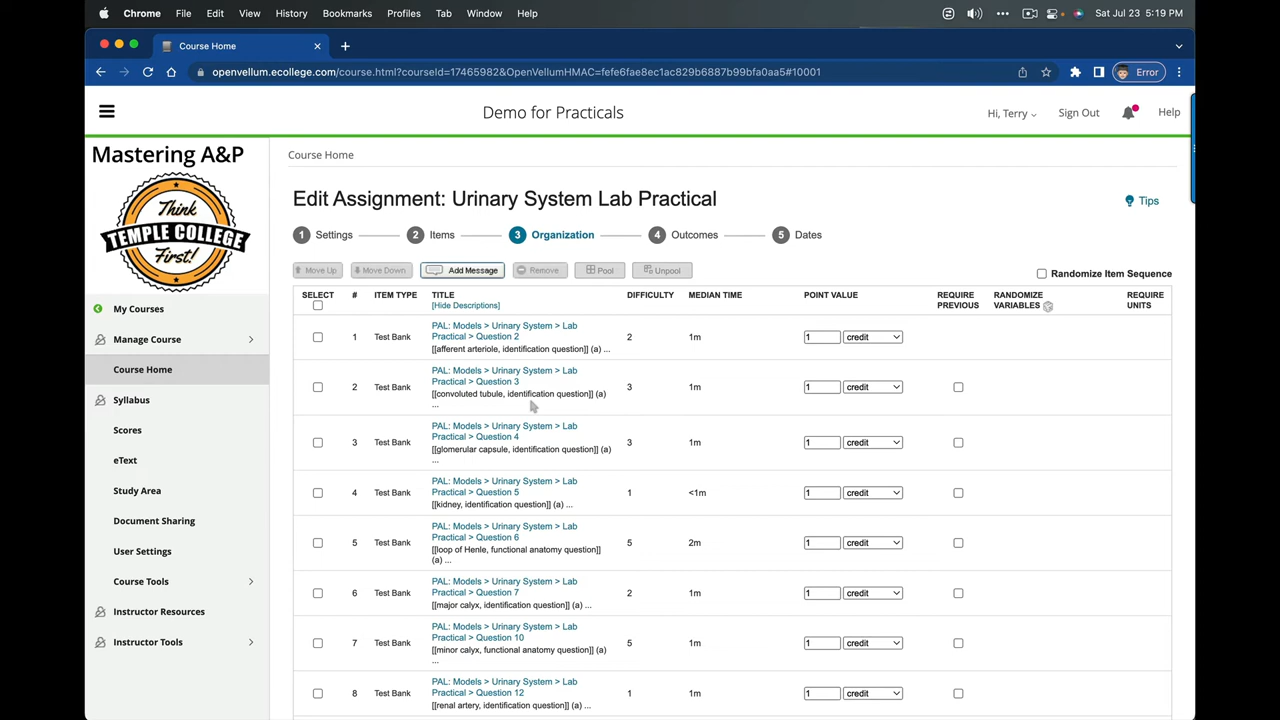 Chrome File Edit View History Bookmarks Profiles Tab Window Help Sat Jul 23 5:19 PM
Course Home
openvellum.ecollege.com/course.html?courseId=17465982&OpenVellumHMAC=fefe6fae8ec1ac829b6887b99bfa0aa5#10001 Error
Demo for Practicals Hi, Terry Sign Out Help
Mastering A&P
Think
TEMPLE COLLEGE
First!
My Courses
Manage Course
Course Home
Syllabus
Scores
eText
Study Area
Document Sharing
User Settings
Course Tools
Instructor Resources
Instructor Tools
Course Home
Edit Assignment: Urinary System Lab Practical Tips
1 Settings 2 Items 3 Organization 4 Outcomes 5 Dates
Move Up Move Down Add Message Remove Pool Unpool Randomize Item Sequence
SELECT # ITEM TYPE TITLE DIFFICULTY MEDIAN TIME POINT VALUE REQUIRE RANDOMIZE REQUIRE
[Hide Descriptions] PREVIOUS VARIABLES UNITS
PAL: Models > Urinary System > Lab
1 Test Bank Practical > Question 2 2 1m 1 credit
[[afferent arteriole, identification question]] (a) ...
PAL: Models > Urinary System > Lab
2 Test Bank Practical > Question 3 3 1m 1 credit
[[convoluted tubule, identification question]] (a)
...
PAL: Models > Urinary System > Lab
3 Test Bank Practical > Question 4 3 1m 1 credit
[[glomerular capsule, identification question]] (a)
...
PAL: Models > Urinary System > Lab
4 Test Bank Practical > Question 5 1 <1m 1 credit
[[kidney, identification question]] (a) ...
PAL: Models > Urinary System > Lab
5 Test Bank Practical > Question 6 5 2m 1 credit
[[loop of Henle, functional anatomy question]]
(a) ...
PAL: Models > Urinary System > Lab
6 Test Bank Practical > Question 7 2 1m 1 credit
[[major calyx, identification question]] (a) ...
PAL: Models > Urinary System > Lab
7 Test Bank Practical > Question 10 5 1m 1 credit
[[minor calyx, functional anatomy question]] (a)
...
PAL: Models > Urinary System > Lab
8 Test Bank Practical > Question 12 1 1m 1 credit
[[renal artery, identification question]] (a) ...